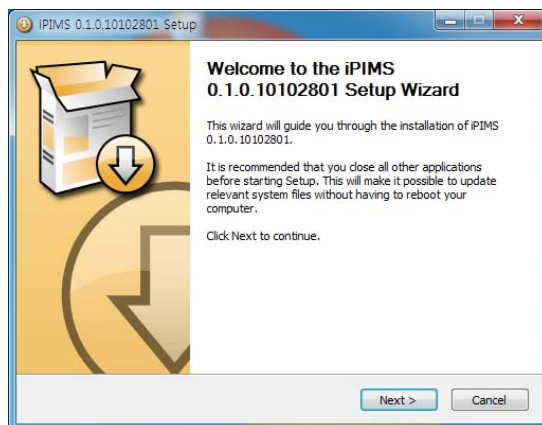 iPIMS 0.1.0.10102801 Setup
Welcome to the iPIMS
0.1.0.10102801 Setup Wizard
This wizard will guide you through the installation of iPIMS
0.1.0.10102801.
It is recommended that you close all other applications
before starting Setup. This will make it possible to update
relevant system files without having to reboot your
computer.
Click Next to continue.
Next >
Cancel